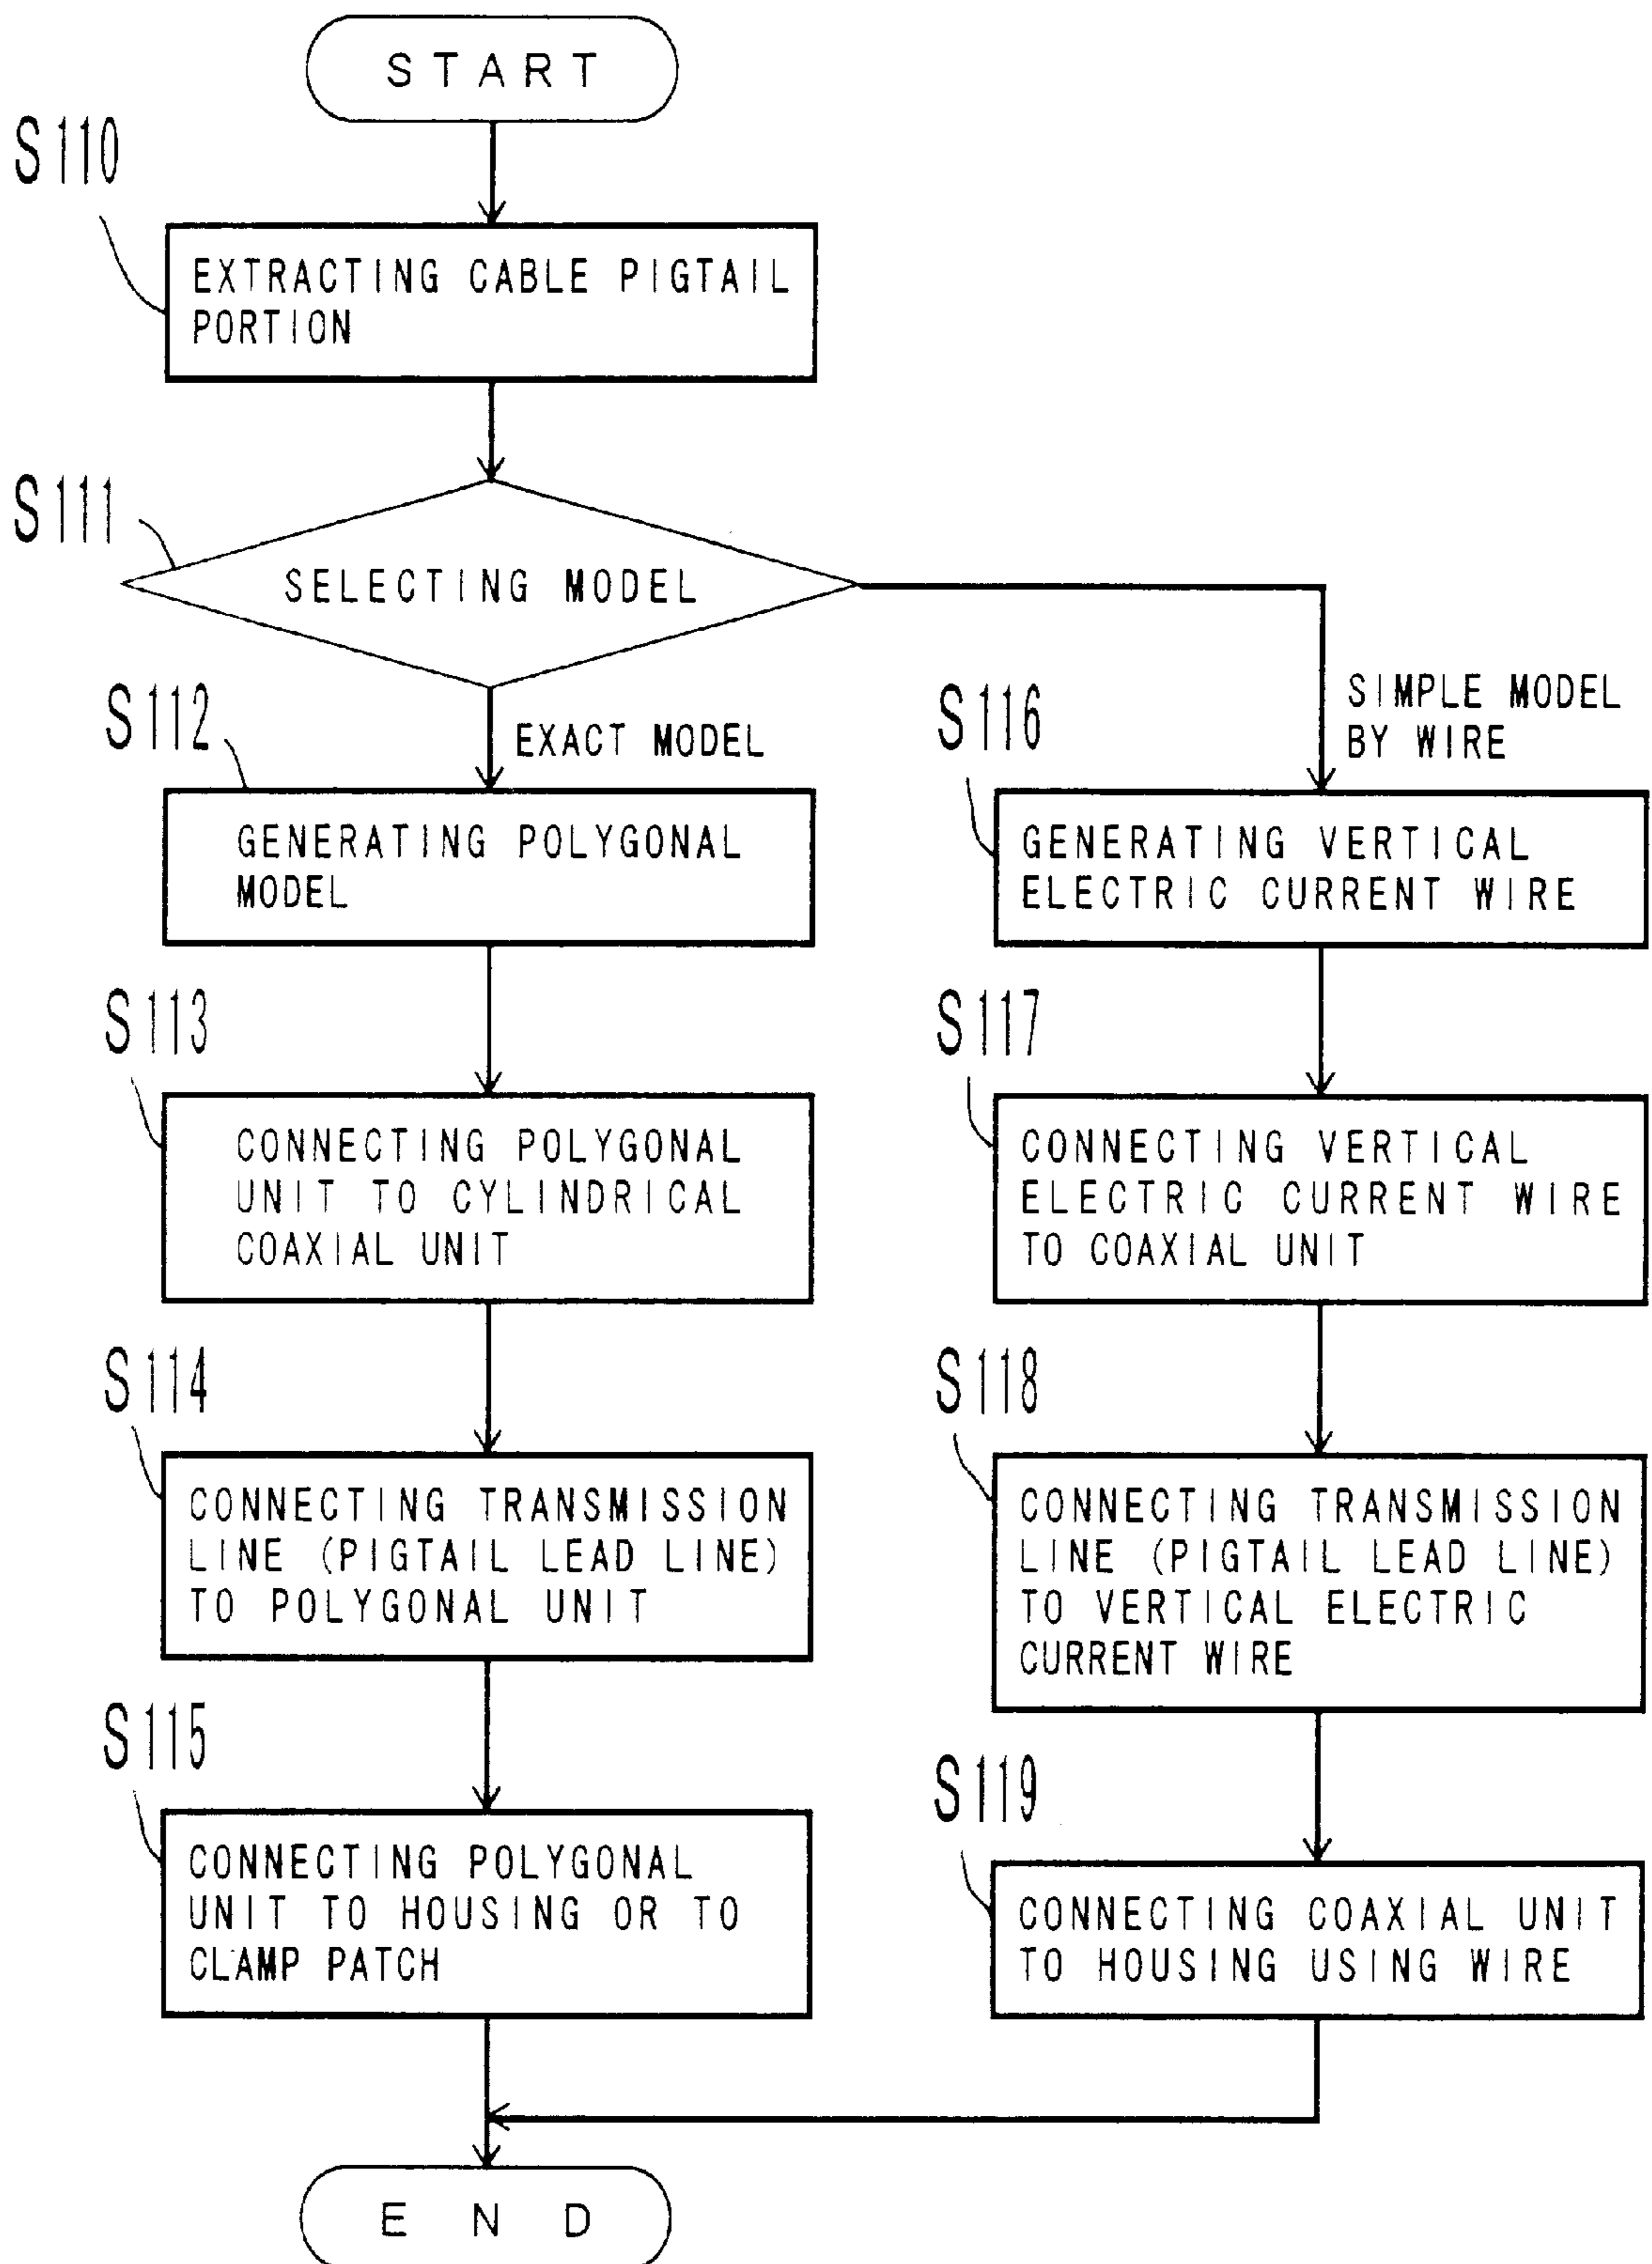 START
S110
EXTRACTING CABLE PIGTAIL
PORTION
S111
SELECTING MODEL
S112
EXACT MODEL
GENERATING POLYGONAL
MODEL
S113
CONNECTING POLYGONAL
UNIT TO CYLINDRICAL
COAXIAL UNIT
S114
CONNECTING TRANSMISSION
LINE (PIGTAIL LEAD LINE)
TO POLYGONAL UNIT
S115
CONNECTING POLYGONAL
UNIT TO HOUSING OR TO
CLAMP PATCH
S116
SIMPLE MODEL
BY WIRE
GENERATING VERTICAL
ELECTRIC CURRENT WIRE
S117
CONNECTING VERTICAL
ELECTRIC CURRENT WIRE
TO COAXIAL UNIT
S118
CONNECTING TRANSMISSION
LINE (PIGTAIL LEAD LINE)
TO VERTICAL ELECTRIC
CURRENT WIRE
S119
CONNECTING COAXIAL UNIT
TO HOUSING USING WIRE
END